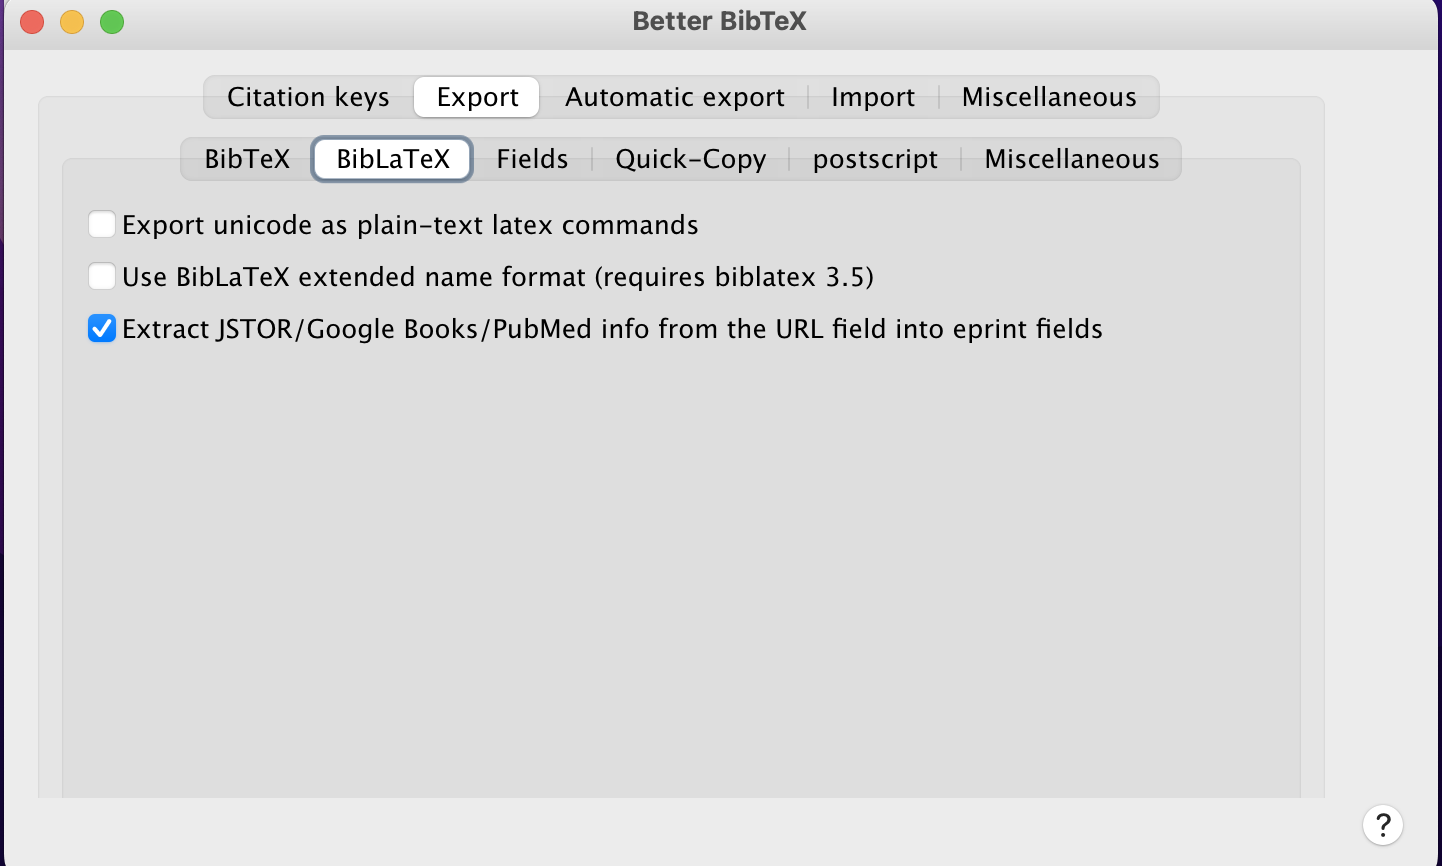 Better BibTeX
Citation keys Export Automatic export Import Miscellaneous
BibTeX BibLaTeX Fields Quick-Copy postscript Miscellaneous
Export unicode as plain-text latex commands
Use BibLaTeX extended name format (requires biblatex 3.5)
Extract JSTOR/Google Books/PubMed info from the URL field into eprint fields
?